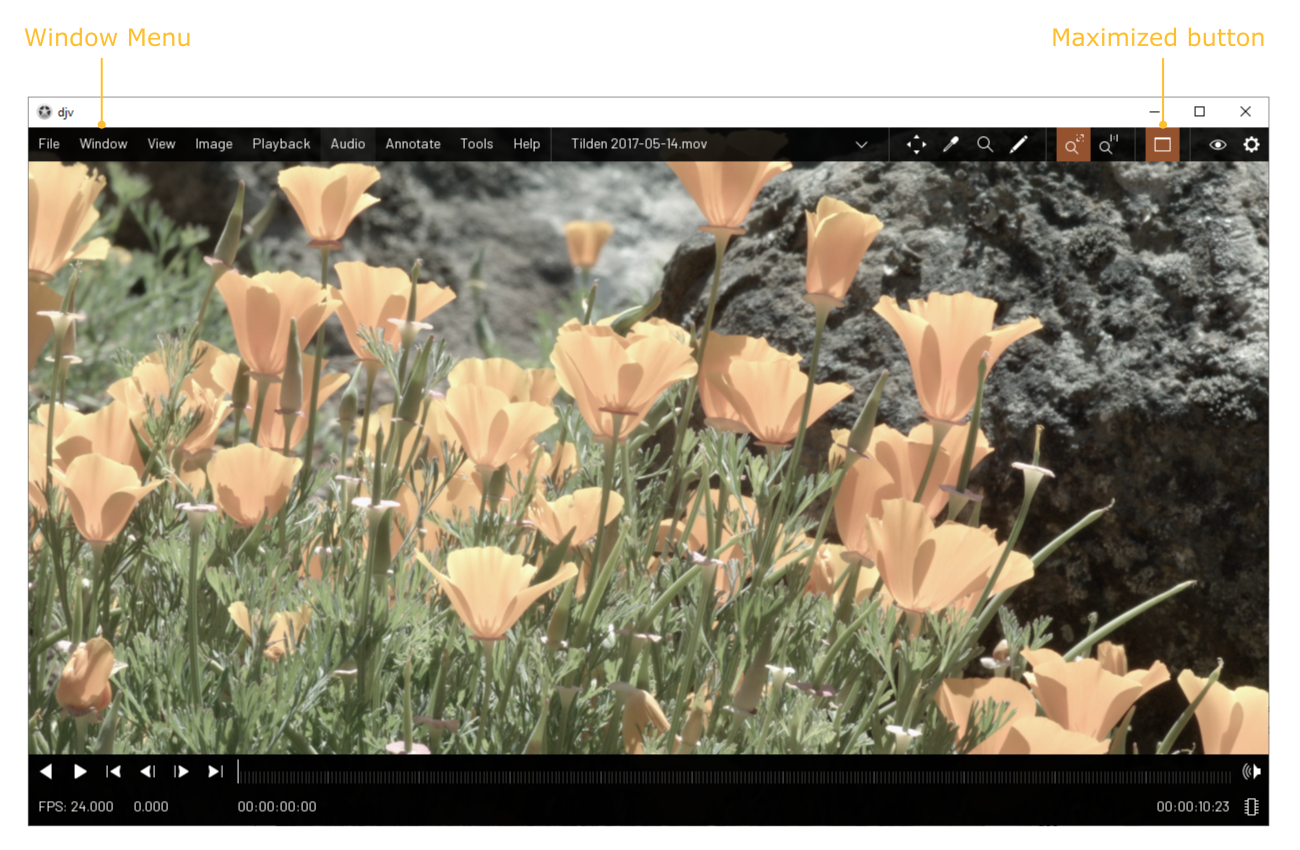 Window Menu
Maximized button
djv
File Window View Image Playback Audio Annotate Tools Help Tilden 2017-05-14.mov
FPS: 24.000 0.000 00:00:00:00 00:00:10:23